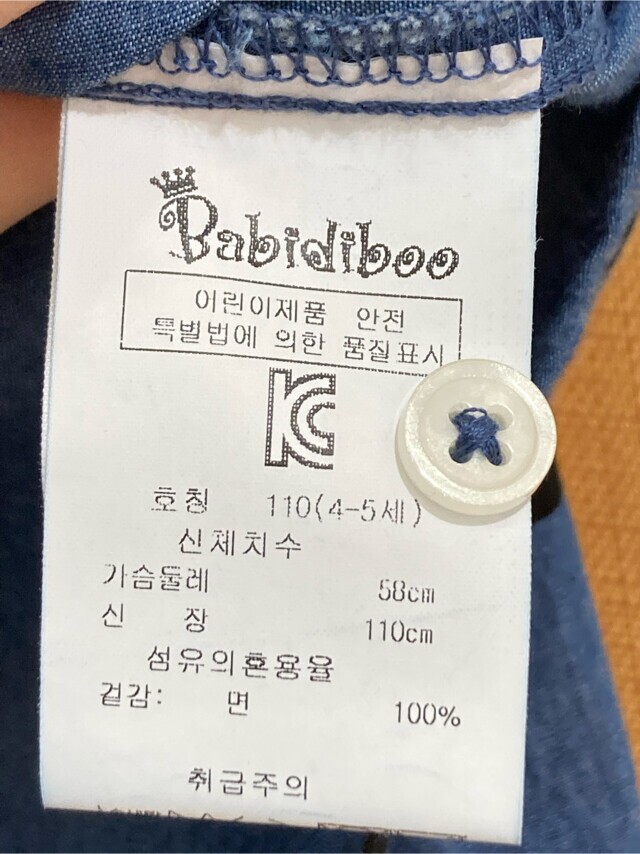 Babidiboo
어린이제품 안전
특별법에 의한 품질표시
KC
호칭 110(4-5세)
신체치수
가슴둘레 58cm
신 장 110cm
섬유의혼용율
겉감: 면 100%
취급주의